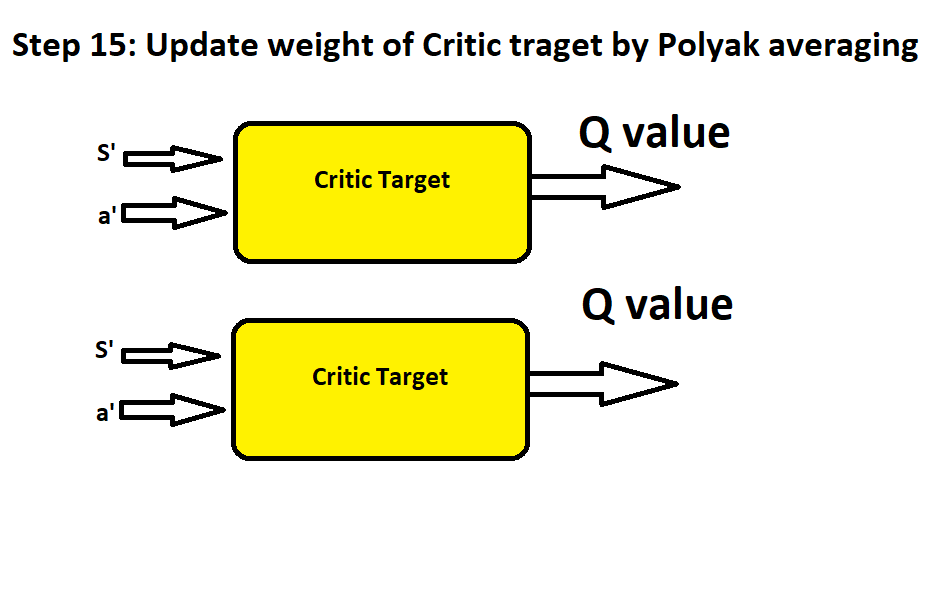 Step 15: Update weight of Critic traget by Polyak averaging
Q value
S'
Critic Target
a'
Q value
S'
Critic Target
a'